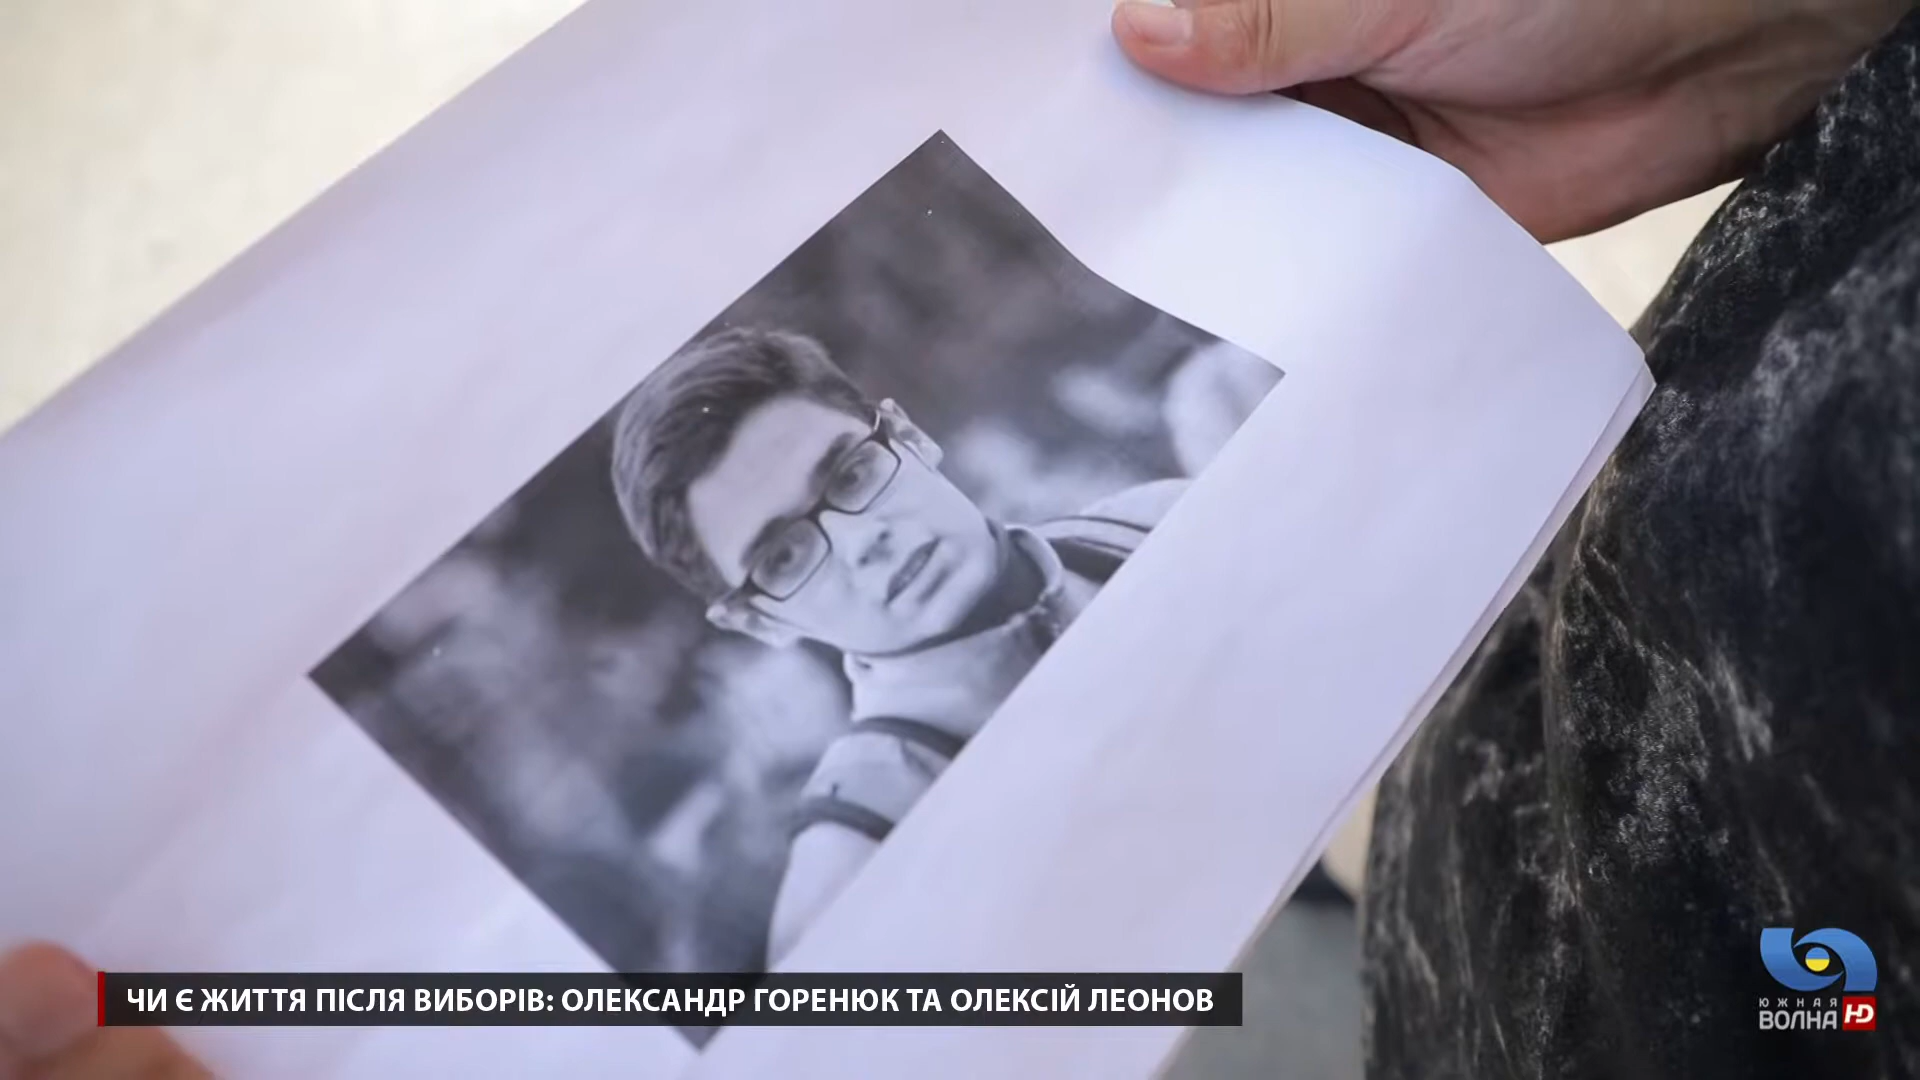 ЧИ Є ЖИТТЯ ПІСЛЯ ВИБОРІВ: ОЛЕКСАНДР ГОРЕНЮК ТА ОЛЕКСІЙ ЛЕОНОВ
ЮЖНАЯ
ВОЛНА HD